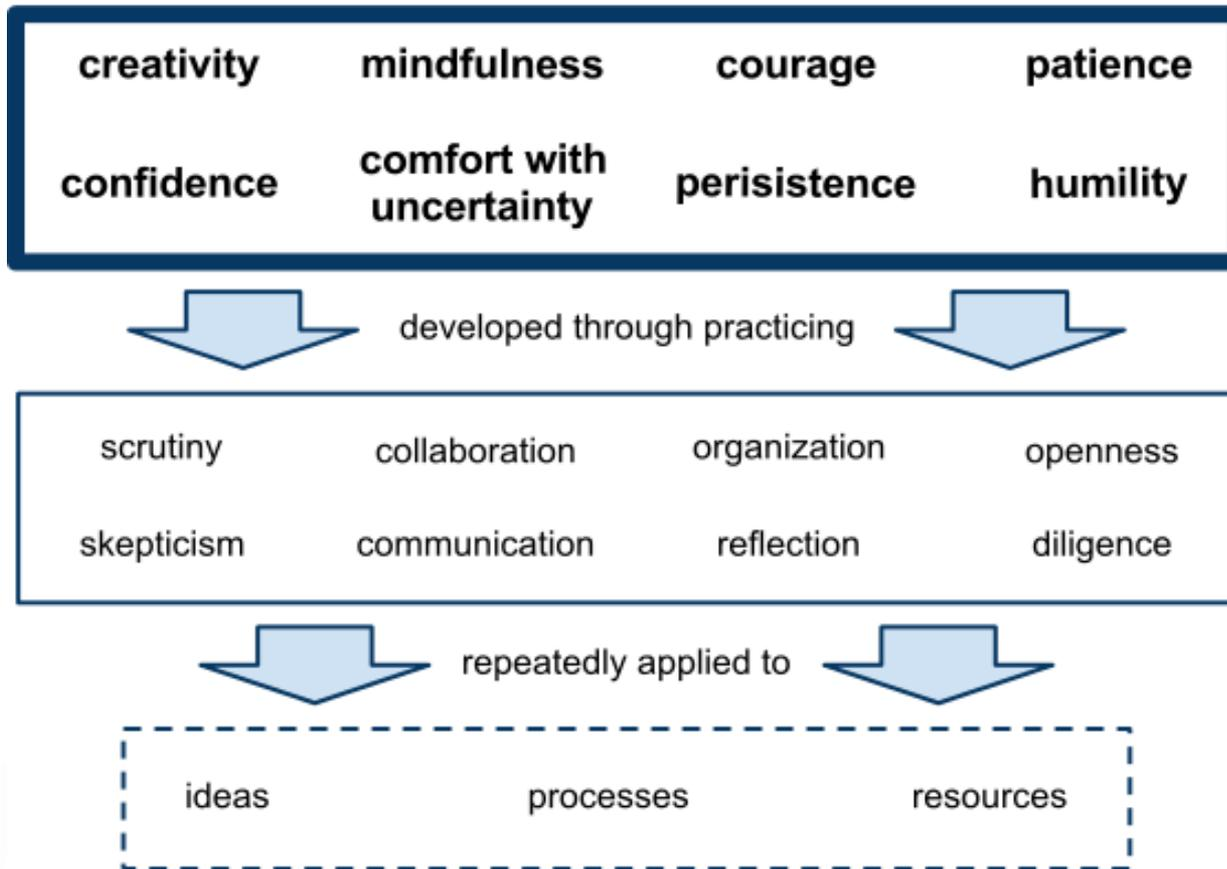 creativity mindfulness courage patience
confidence comfort with uncertainty perisistence humility
developed through practicing
scrutiny collaboration organization openness
skepticism communication reflection diligence
repeatedly applied to
ideas processes resources